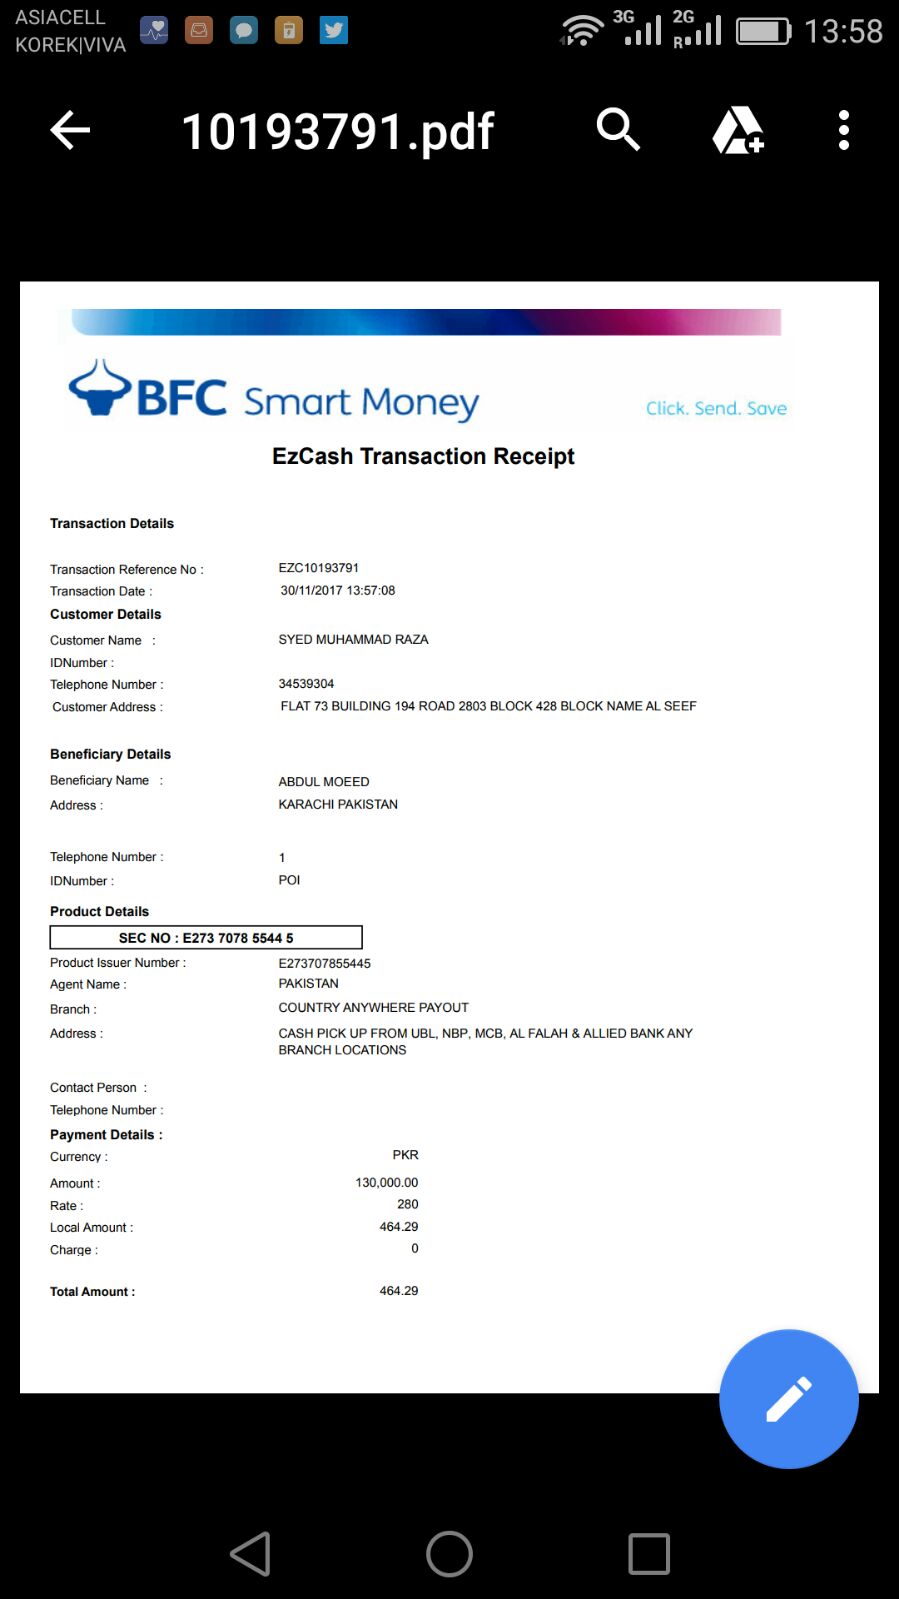 ASIACELL
KOREK|VIVA
3G
2G
R
13:58
10193791.pdf
BFC Smart Money
Click. Send. Save
EzCash Transaction Receipt
Transaction Details
Transaction Reference No : EZC10193791
Transaction Date : 30/11/2017 13:57:08
Customer Details
Customer Name : SYED MUHAMMAD RAZA
IDNumber :
Telephone Number : 34539304
Customer Address : FLAT 73 BUILDING 194 ROAD 2803 BLOCK 428 BLOCK NAME AL SEEF
Beneficiary Details
Beneficiary Name : ABDUL MOEED
Address : KARACHI PAKISTAN
Telephone Number : 1
IDNumber : POI
Product Details
SEC NO : E273 7078 5544 5
Product Issuer Number : E273707855445
Agent Name : PAKISTAN
Branch : COUNTRY ANYWHERE PAYOUT
Address : CASH PICK UP FROM UBL, NBP, MCB, AL FALAH & ALLIED BANK ANY
BRANCH LOCATIONS
Contact Person :
Telephone Number :
Payment Details :
Currency : PKR
Amount : 130,000.00
Rate : 280
Local Amount : 464.29
Charge : 0
Total Amount : 464.29